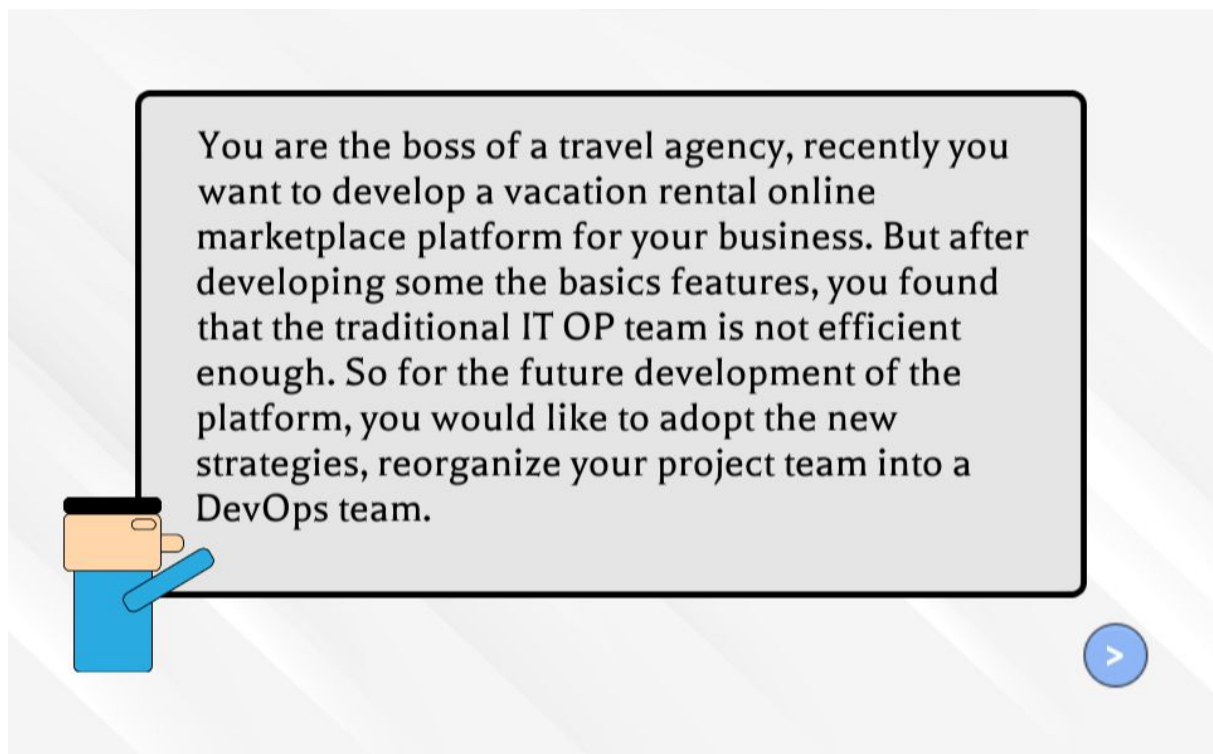 You are the boss of a travel agency, recently you
want to develop a vacation rental online
marketplace platform for your business. But after
developing some the basics features, you found
that the traditional IT OP team is not efficient
enough. So for the future development of the
platform, you would like to adopt the new
strategies, reorganize your project team into a
DevOps team.
>